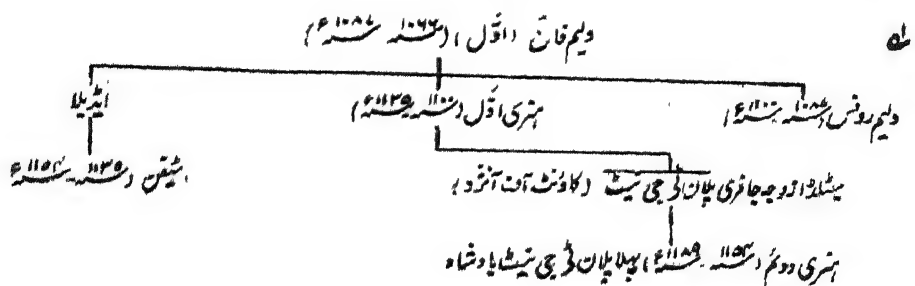 ولیم فاتح (اوّل) (۱۰۶۶ء ۱۰۸۷ء)
ولیم روفس (۱۰۸۷ء ۱۱۰۰ء) ہنری اوّل (۱۱۰۰ء ۱۱۳۵ء) ایڈیلا
اسٹیفن (۱۱۳۵ء ۱۱۵۴ء)
میٹلڈا زوجہ جافری پلان ٹی جی نیٹ (کاونٹ آف آنژو)
ہنری دوئم (۱۱۵۴ء ۱۱۸۹ء) پہلا پلان ٹی جی نیٹ بادشاہ